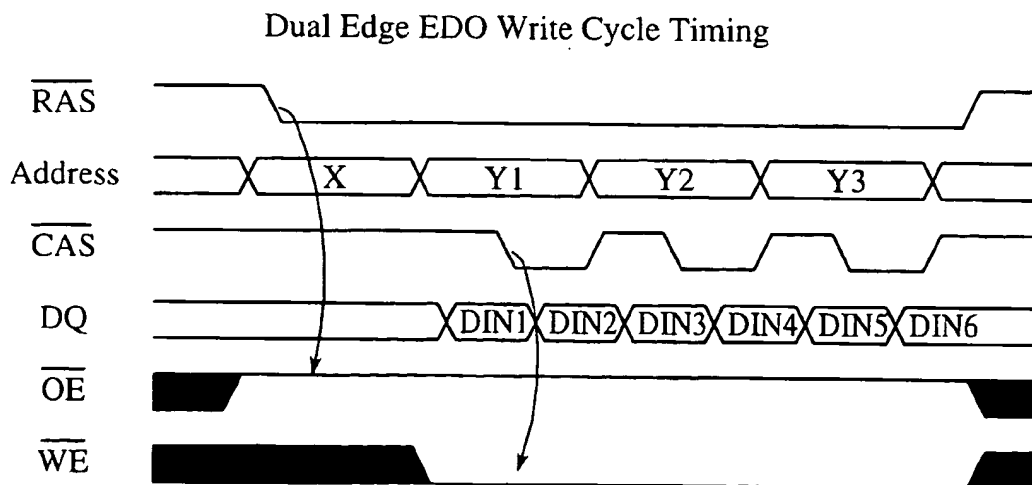 Dual Edge EDO Write Cycle Timing
RAS
Address X Y1 Y2 Y3
CAS
DQ DIN1 DIN2 DIN3 DIN4 DIN5 DIN6
OE
WE